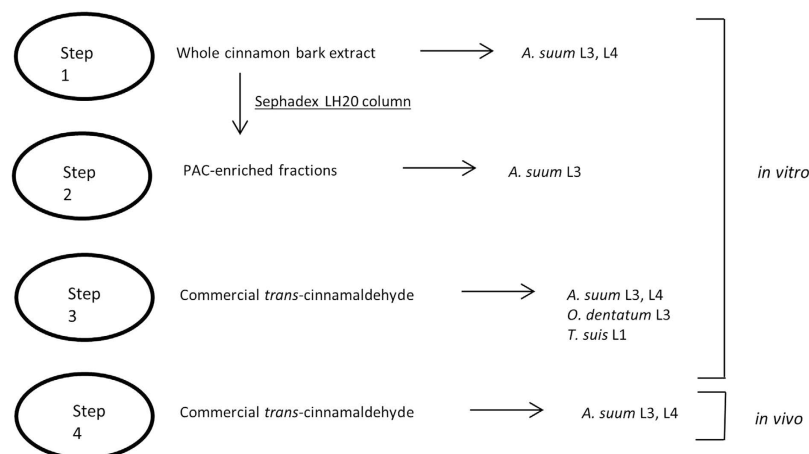 Step
1
Whole cinnamon bark extract
A. suum L3, L4
Sephadex LH20 column
Step
2
PAC-enriched fractions
A. suum L3
in vitro
Step
3
Commercial trans-cinnamaldehyde
A. suum L3, L4
O. dentatum L3
T. suis L1
Step
4
Commercial trans-cinnamaldehyde
A. suum L3, L4
in vivo